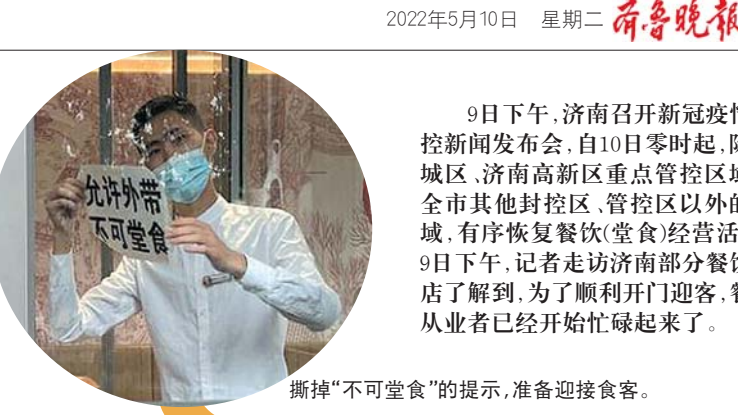 2022年5月10日 星期二 齐鲁晚报
允许外带
不可堂食
9日下午,济南召开新冠疫情
控新闻发布会,自10日零时起,除
城区、济南高新区重点管控区域
全市其他封控区、管控区以外的
域,有序恢复餐饮(堂食)经营活
9日下午,记者走访济南部分餐饮
店了解到,为了顺利开门迎客,餐
从业者已经开始忙碌起来了。
撕掉“不可堂食”的提示,准备迎接食客。